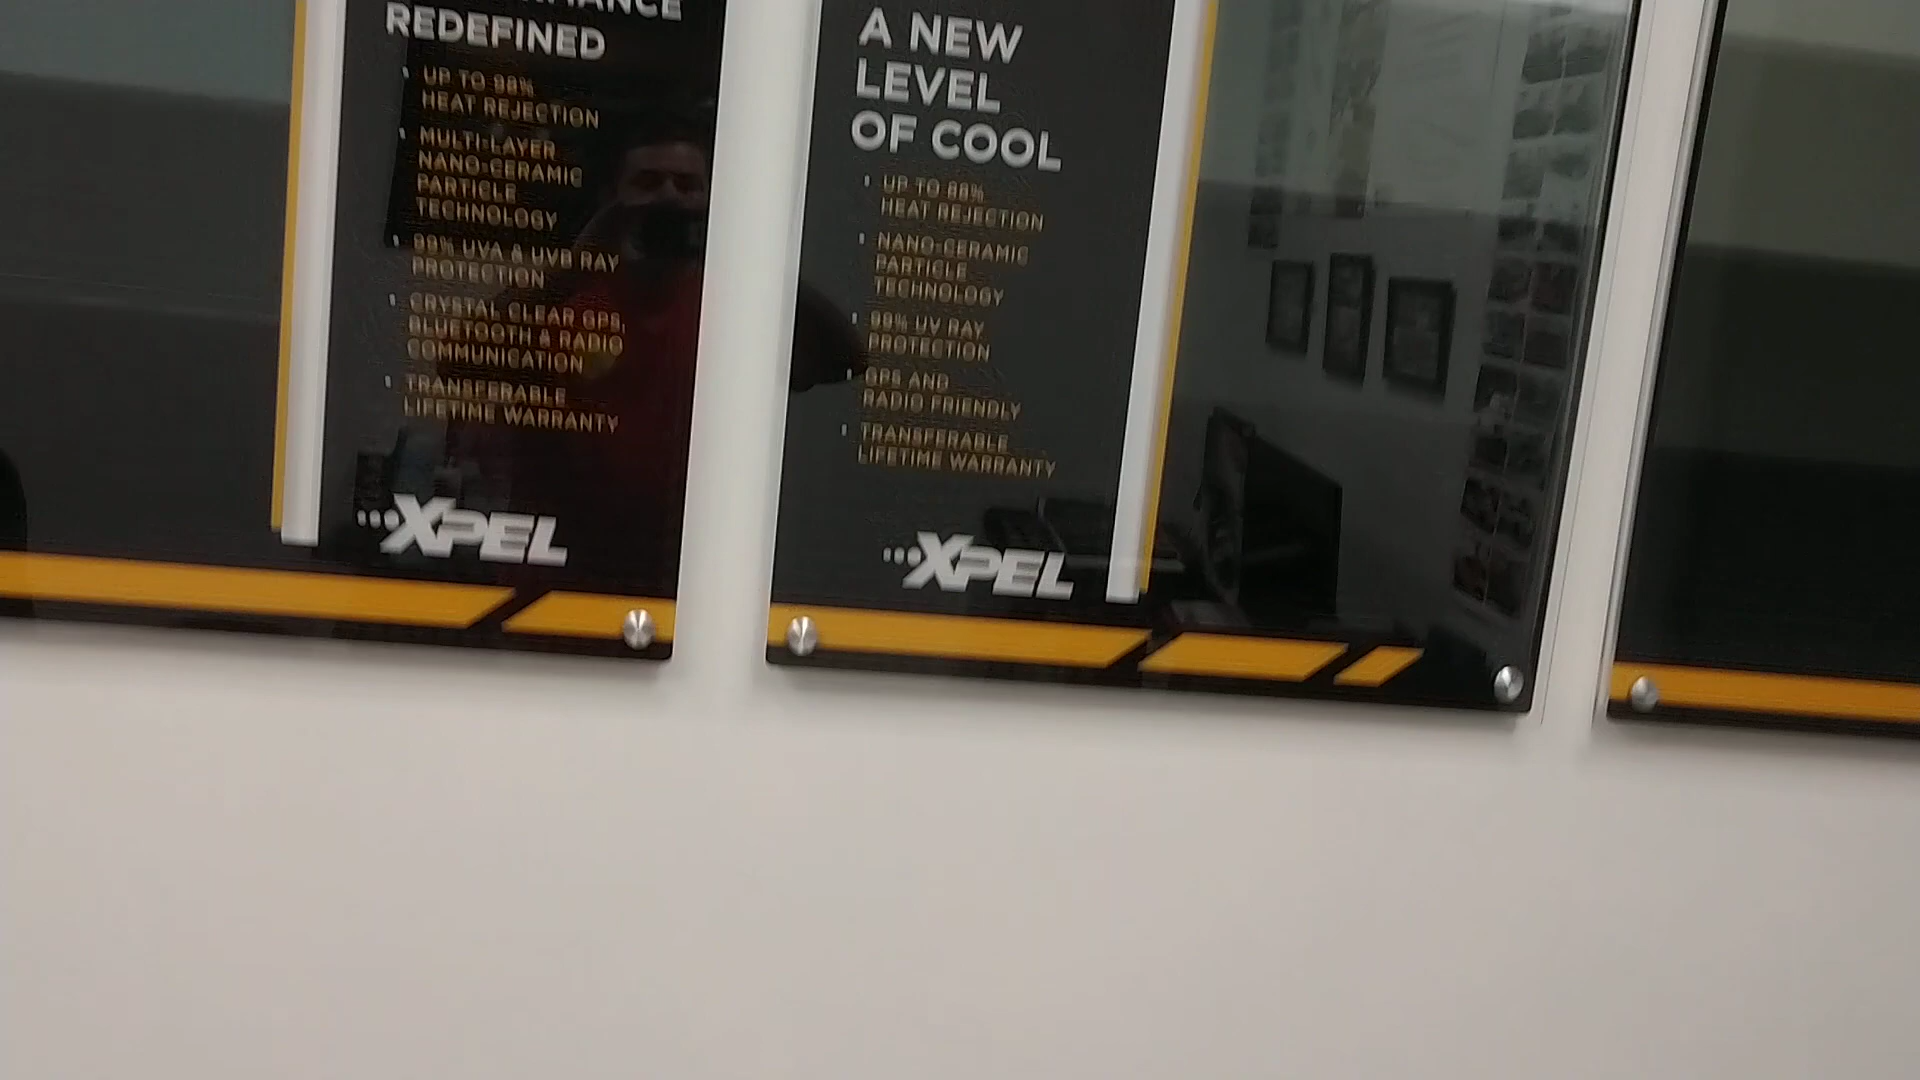 REDEFINED
UP TO 98%
HEAT REJECTION
MULTI-LAYER
NANO-CERAMIC
PARTICLE
TECHNOLOGY
99% UVA & UVB RAY
PROTECTION
CRYSTAL CLEAR GPS,
BLUETOOTH & RADIO
COMMUNICATION
TRANSFERABLE
LIFETIME WARRANTY
XPEL
A NEW
LEVEL
OF COOL
UP TO 88%
HEAT REJECTION
NANO-CERAMIC
PARTICLE
TECHNOLOGY
99% UV RAY
PROTECTION
GPS AND
RADIO FRIENDLY
TRANSFERABLE
LIFETIME WARRANTY
XPEL